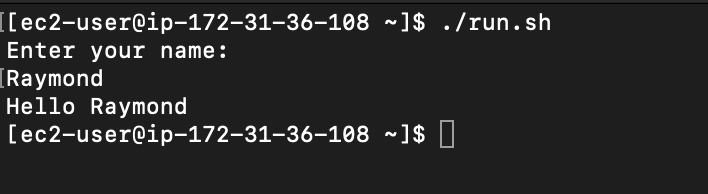 [ec2-user@ip-172-31-36-108 ~]$ ./run.sh
Enter your name:
Raymond
Hello Raymond
[ec2-user@ip-172-31-36-108 ~]$